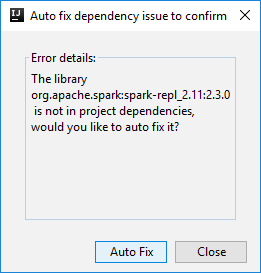 Auto fix dependency issue to confirm
Error details:
The library
org.apache.spark:spark-repl_2.11:2.3.0
is not in project dependencies,
would you like to auto fix it?
Auto Fix
Close